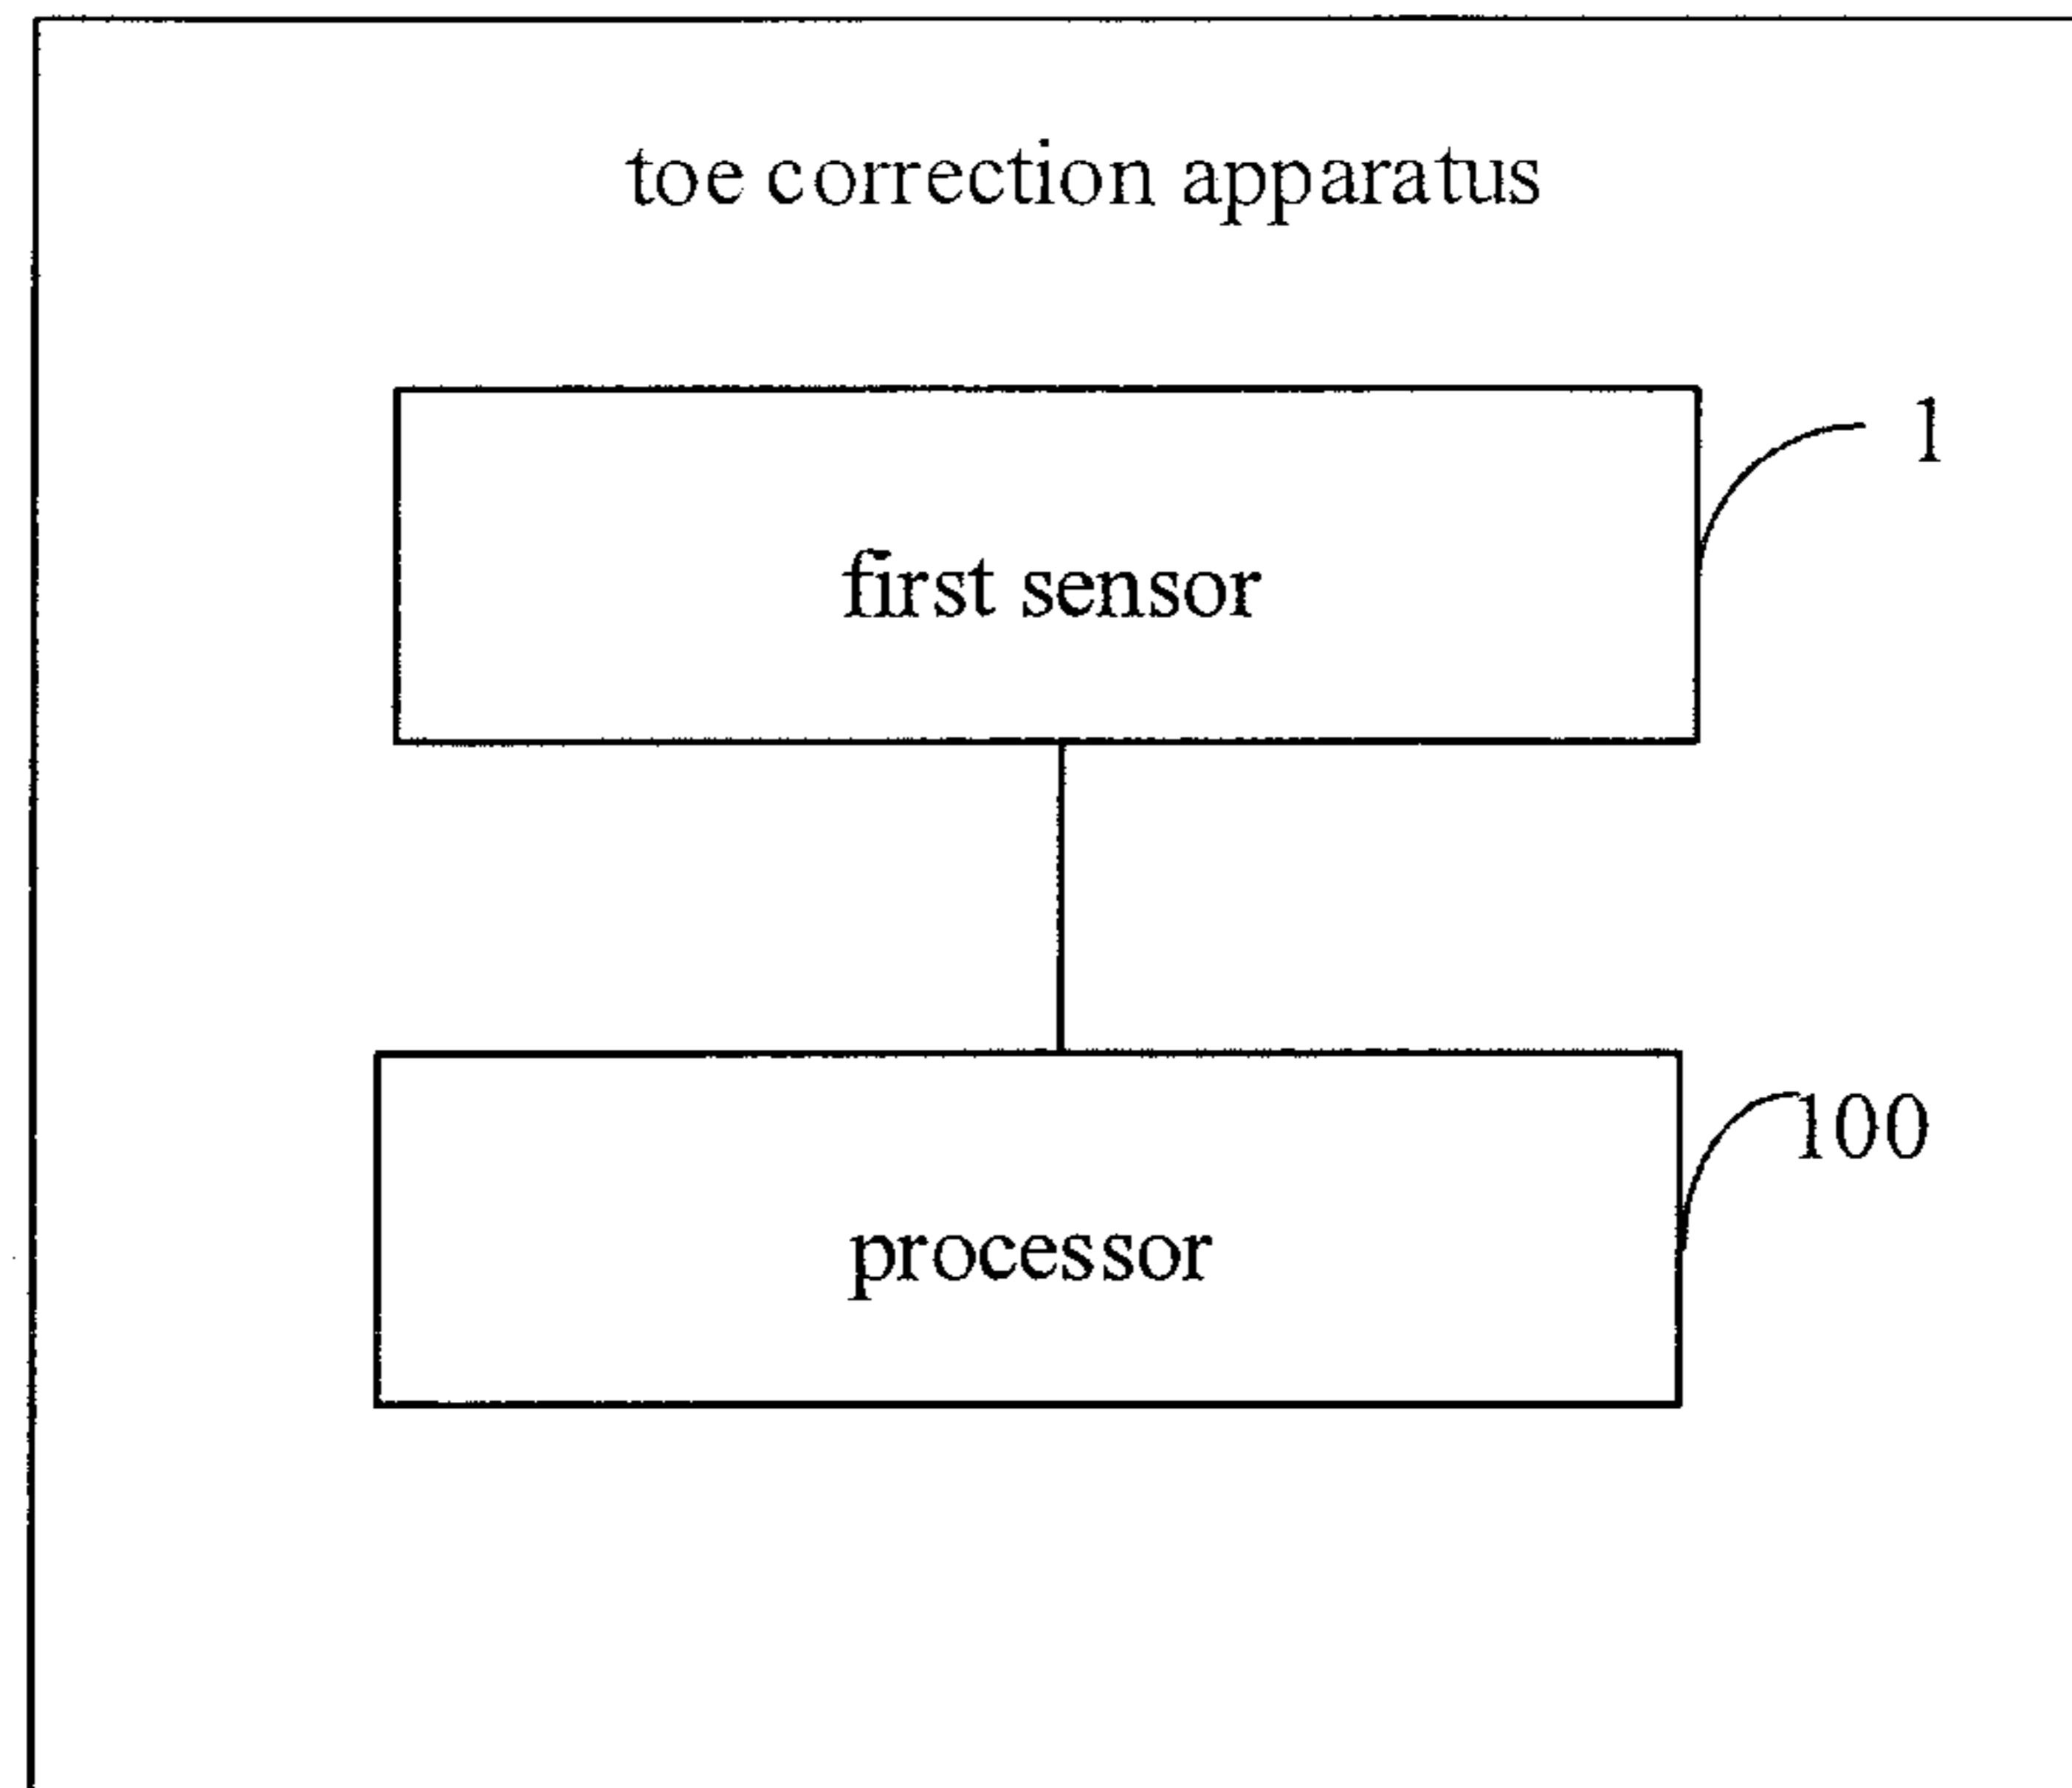 toe correction apparatus
1
first sensor
100
processor